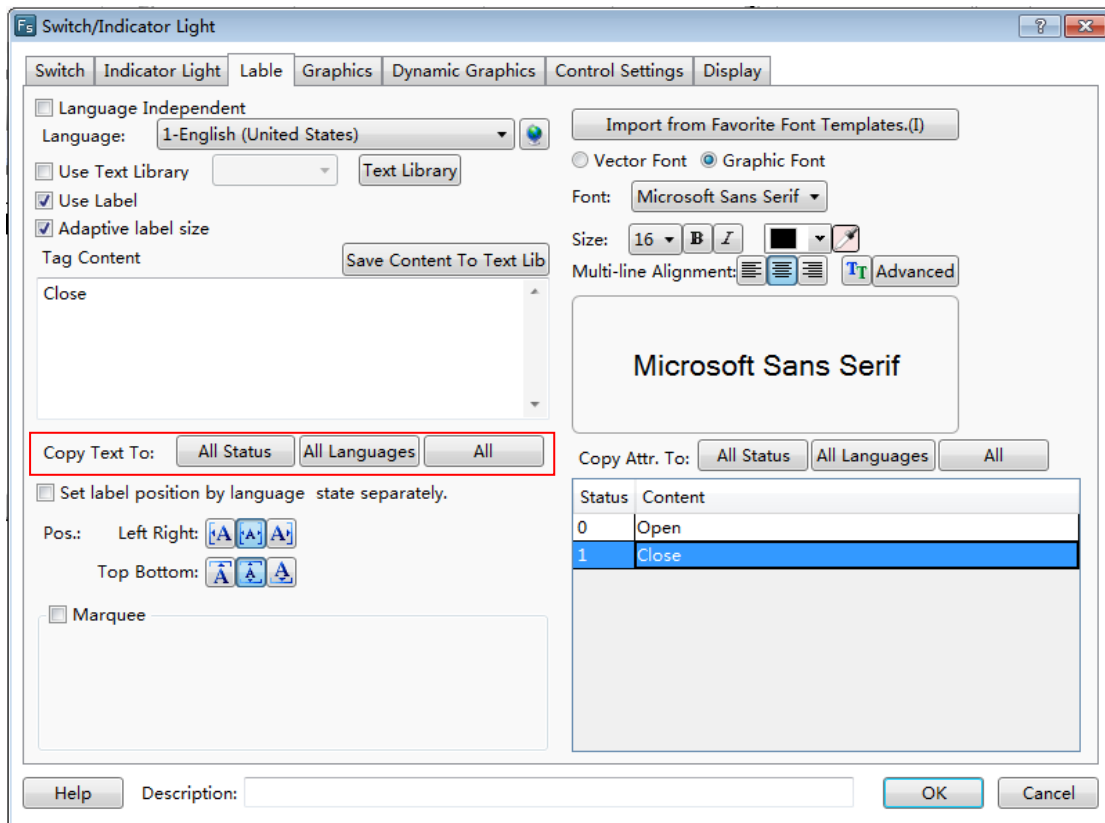 Fs Switch/Indicator Light
Switch Indicator Light Lable Graphics Dynamic Graphics Control Settings Display
Language Independent
Language: 1-English (United States)
Use Text Library Text Library
Use Label
Adaptive label size
Tag Content Save Content To Text Lib
Close
Copy Text To: All Status All Languages All
Set label position by language state separately.
Pos.: Left Right: A A A
Top Bottom: A A A
Marquee
Import from Favorite Font Templates.(I)
Vector Font Graphic Font
Font: Microsoft Sans Serif
Size: 16 B I
Multi-line Alignment: TT Advanced
Microsoft Sans Serif
Copy Attr. To: All Status All Languages All
Status Content
0 Open
1 Close
Help Description: OK Cancel